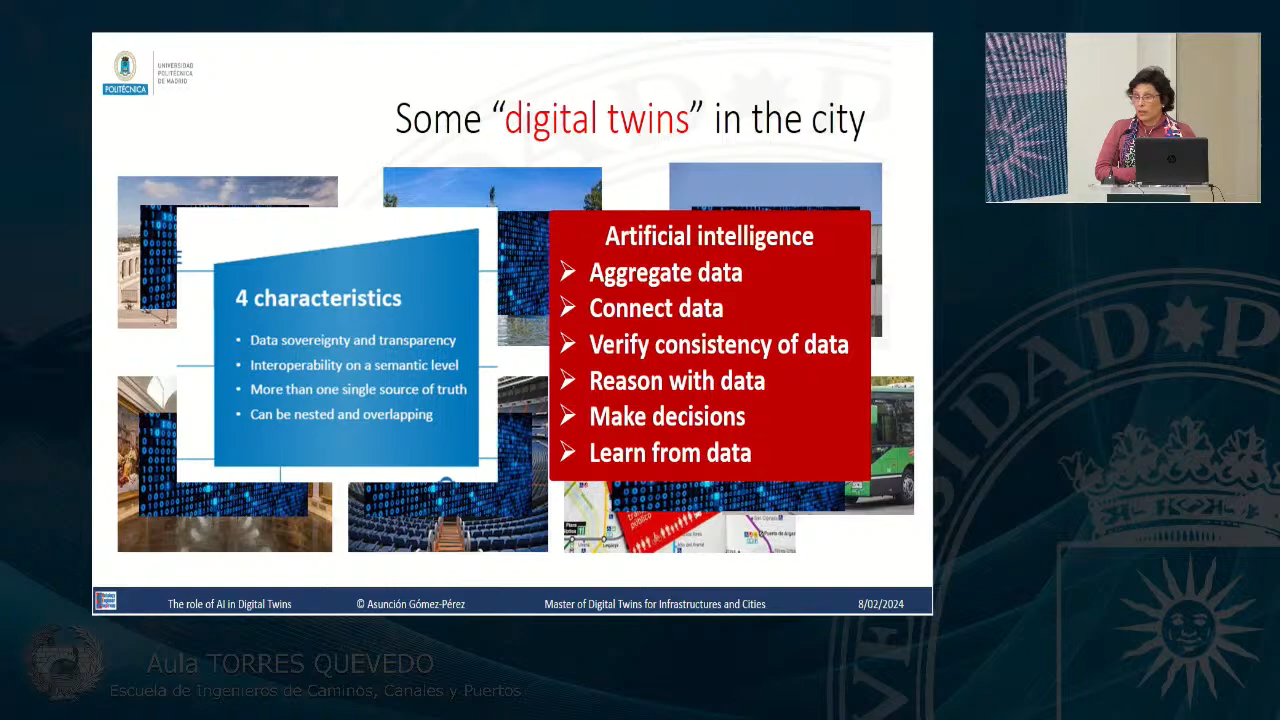 UNIVERSIDAD
POLITÉCNICA
DE MADRID
POLITÉCNICA
Some “digital twins” in the city
4 characteristics
• Data sovereignty and transparency
• Interoperability on a semantic level
• More than one single source of truth
• Can be nested and overlapping
Artificial intelligence
➢ Aggregate data
➢ Connect data
➢ Verify consistency of data
➢ Reason with data
➢ Make decisions
➢ Learn from data
The role of AI in Digital Twins
© Asunción Gómez-Pérez
Master of Digital Twins for Infrastructures and Cities
8/02/2024
Aula TORRES QUEVEDO
Escuela de Ingenieros de Caminos, Canales y Puertos